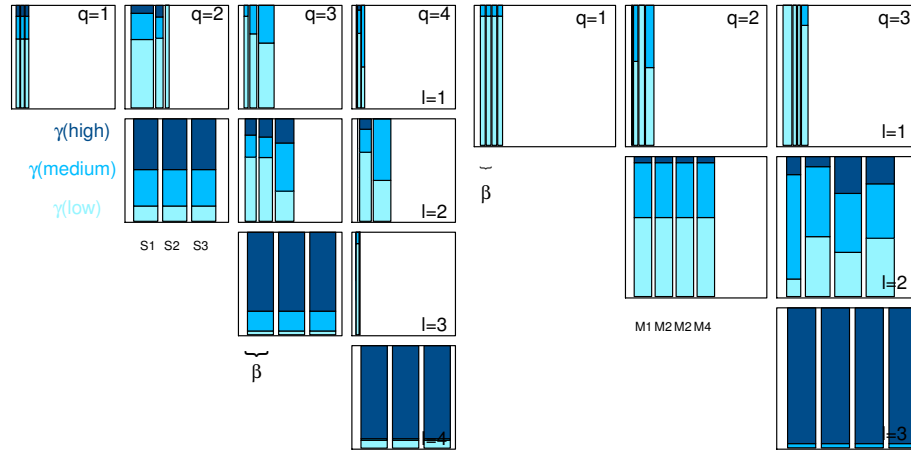 q=1 q=2 q=3 q=4 q=1 q=2 q=3
l=1 l=1
γ(high)
γ(medium)
γ(low)
β
l=2
S1 S2 S3
l=2
M1 M2 M2 M4
l=3
β
l=4 l=3